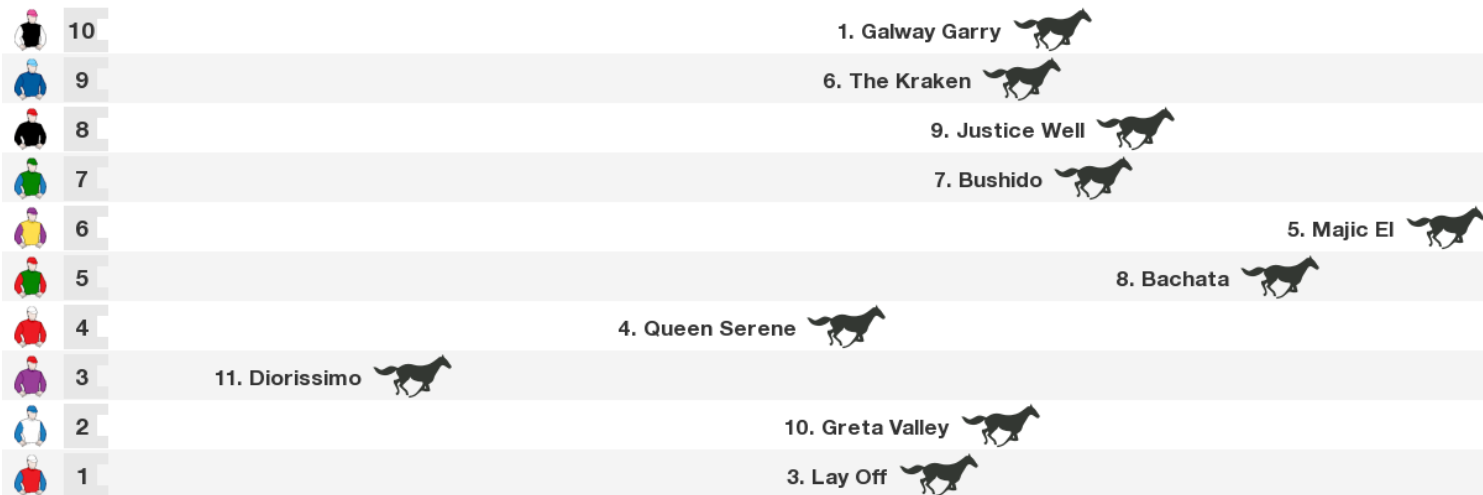 10 1. Galway Garry
9 6. The Kraken
8 9. Justice Well
7 7. Bushido
6 5. Majic El
5 8. Bachata
4 4. Queen Serene
3 11. Diorissimo
2 10. Greta Valley
1 3. Lay Off